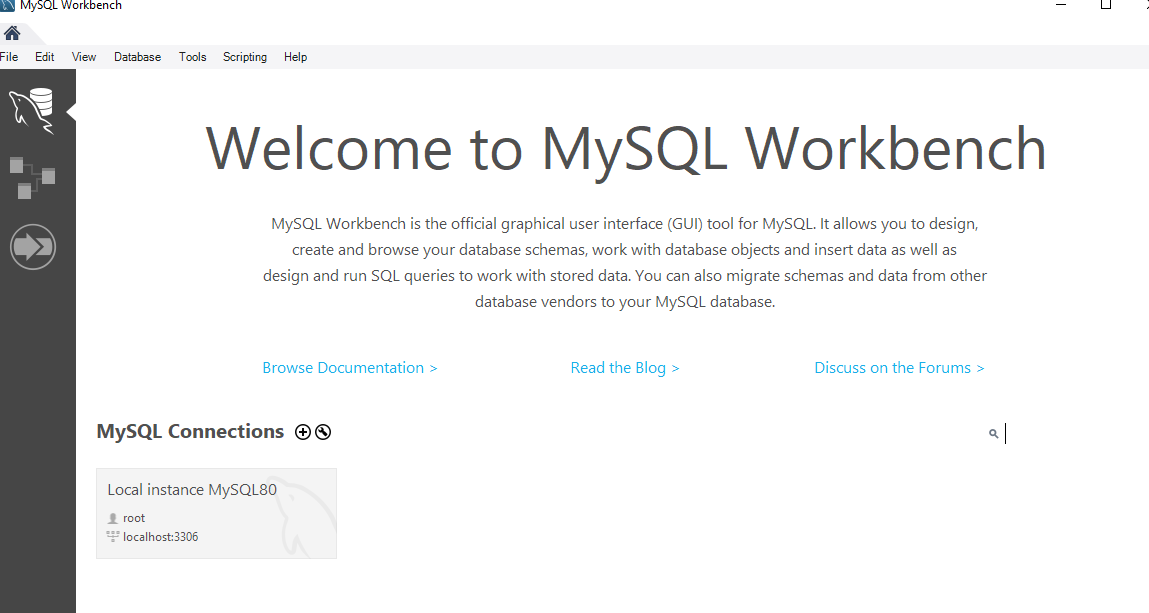 MySQL Workbench
File Edit View Database Tools Scripting Help
Welcome to MySQL Workbench
MySQL Workbench is the official graphical user interface (GUI) tool for MySQL. It allows you to design,
create and browse your database schemas, work with database objects and insert data as well as
design and run SQL queries to work with stored data. You can also migrate schemas and data from other
database vendors to your MySQL database.
Browse Documentation > Read the Blog > Discuss on the Forums >
MySQL Connections
Local instance MySQL80
root
localhost:3306